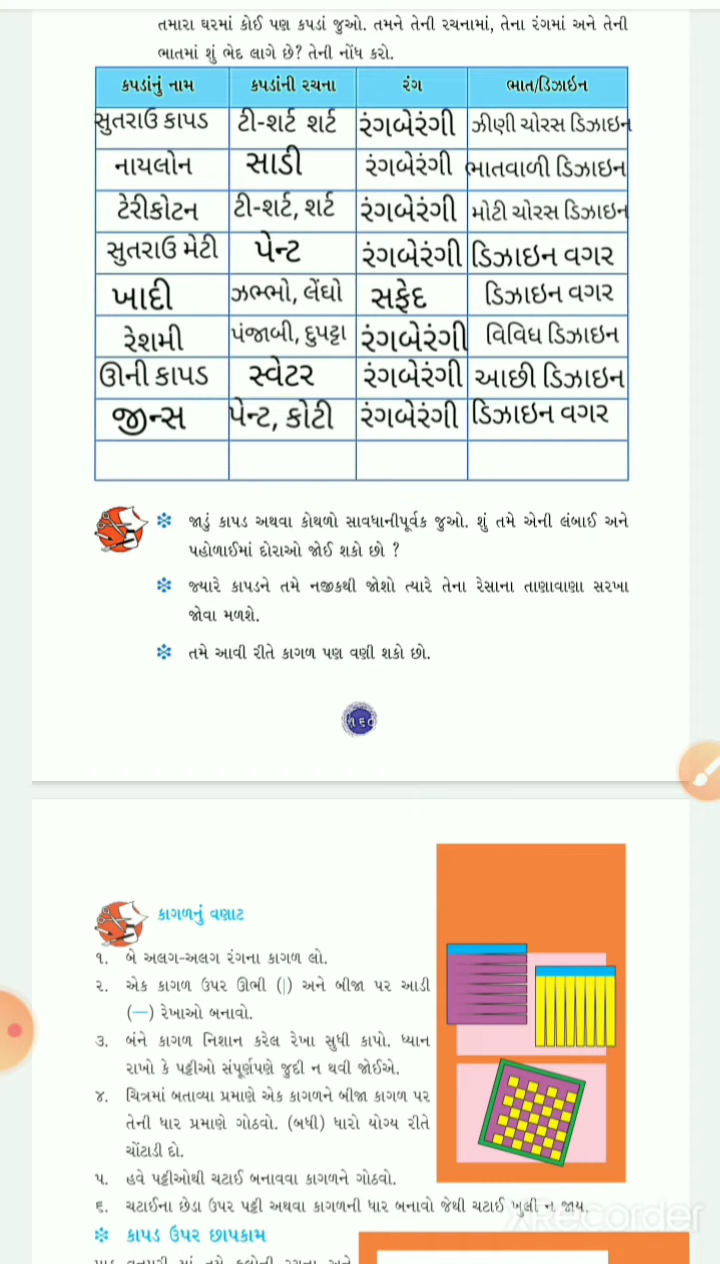 તમારા ઘરમાં કોઈ પણ કપડાં જુઓ. તમને તેની રચનામાં, તેના રંગમાં અને તેની
ભાતમાં શું ભેદ લાગે છે? તેની નોંધ કરો.
કપડાંનું નામ કપડાંની રચના રંગ ભાત/ડિઝાઇન
સુતરાઉ કાપડ ટી-શર્ટ શર્ટ રંગબેરંગી ઝીણી ચોરસ ડિઝાઇન
નાયલોન સાડી રંગબેરંગી ભાતવાળી ડિઝાઇન
ટેરીકોટન ટી-શર્ટ, શર્ટ રંગબેરંગી મોટી ચોરસ ડિઝાઇન
સુતરાઉ મેટી પેન્ટ રંગબેરંગી ડિઝાઇન વગર
ખાદી ઝભ્ભો, લેંઘો સફેદ ડિઝાઇન વગર
રેશમી પંજાબી, દુપટ્ટા રંગબેરંગી વિવિધ ડિઝાઇન
ઊની કાપડ સ્વેટર રંગબેરંગી આછી ડિઝાઇન
જીન્સ પેન્ટ, કોટી રંગબેરંગી ડિઝાઇન વગર
❇ જાડું કાપડ અથવા કોથળો સાવધાનીપૂર્વક જુઓ. શું તમે એની લંબાઈ અને
પહોળાઈમાં દોરાઓ જોઈ શકો છો ?
❇ જ્યારે કાપડને તમે નજીકથી જોશો ત્યારે તેના રેસાના તાણાવાણા સરખા
જોવા મળશે.
❇ તમે આવી રીતે કાગળ પણ વણી શકો છો.
૧૬૦
કાગળનું વણાટ
૧. બે અલગ-અલગ રંગના કાગળ લો.
૨. એક કાગળ ઉપર ઊભી (|) અને બીજા પર આડી
(—) રેખાઓ બનાવો.
૩. બંને કાગળ નિશાન કરેલ રેખા સુધી કાપો. ધ્યાન
રાખો કે પટ્ટીઓ સંપૂર્ણપણે જુદી ન થવી જોઈએ.
૪. ચિત્રમાં બતાવ્યા પ્રમાણે એક કાગળને બીજા કાગળ પર
તેની ધાર પ્રમાણે ગોઠવો. (બધી) ધારો યોગ્ય રીતે
ચોંટાડી દો.
૫. હવે પટ્ટીઓથી ચટાઈ બનાવવા કાગળને ગોઠવો.
૬. ચટાઈના છેડા ઉપર પટ્ટી અથવા કાગળની ધાર બનાવો જેથી ચટાઈ ખુલી ન જાય.
XRecorder
❇ કાપડ ઉપર છાપકામ